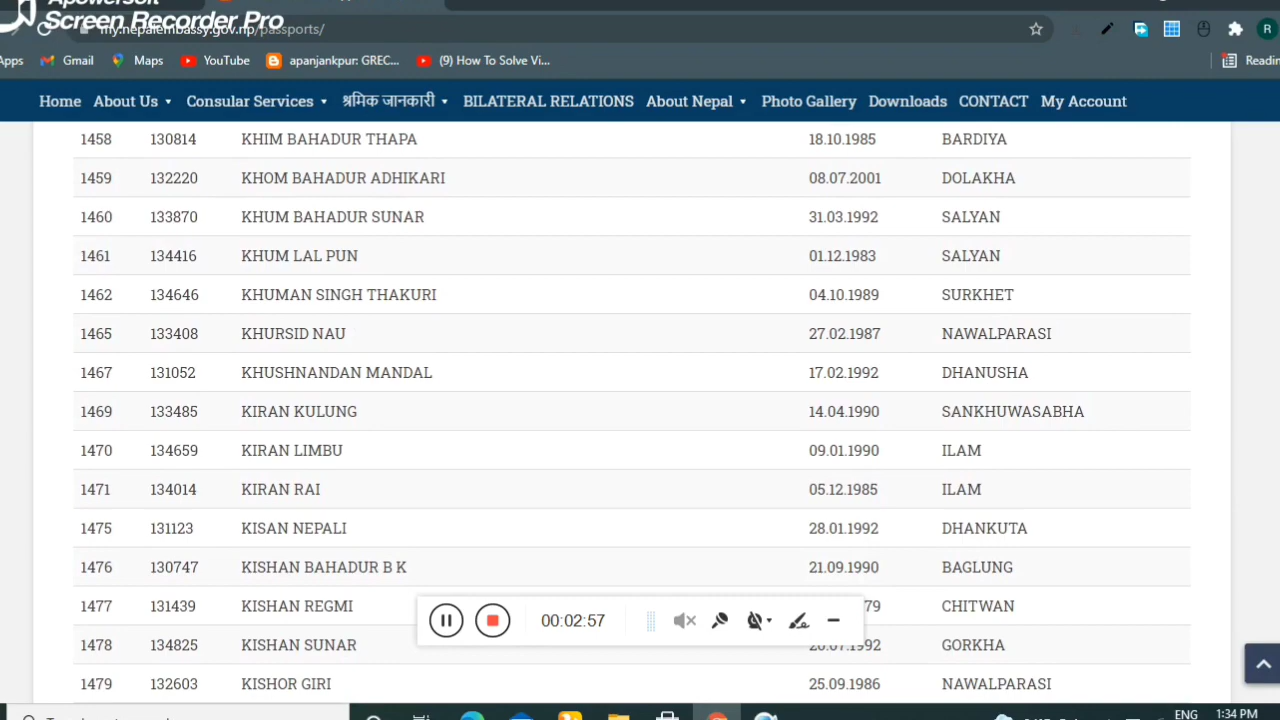 Apowersoft
Screen Recorder Pro
my.nepalembassy.gov.np/passports/
R
Apps Gmail Maps YouTube apanjankpur: GREC... (9) How To Solve Vi... Readin
Home About Us Consular Services श्रमिक जानकारी BILATERAL RELATIONS About Nepal Photo Gallery Downloads CONTACT My Account
1458 130814 KHIM BAHADUR THAPA 18.10.1985 BARDIYA
1459 132220 KHOM BAHADUR ADHIKARI 08.07.2001 DOLAKHA
1460 133870 KHUM BAHADUR SUNAR 31.03.1992 SALYAN
1461 134416 KHUM LAL PUN 01.12.1983 SALYAN
1462 134646 KHUMAN SINGH THAKURI 04.10.1989 SURKHET
1465 133408 KHURSID NAU 27.02.1987 NAWALPARASI
1467 131052 KHUSHNANDAN MANDAL 17.02.1992 DHANUSHA
1469 133485 KIRAN KULUNG 14.04.1990 SANKHUWASABHA
1470 134659 KIRAN LIMBU 09.01.1990 ILAM
1471 134014 KIRAN RAI 05.12.1985 ILAM
1475 131123 KISAN NEPALI 28.01.1992 DHANKUTA
1476 130747 KISHAN BAHADUR B K 21.09.1990 BAGLUNG
1477 131439 KISHAN REGMI 79 CHITWAN
00:02:57
1478 134825 KISHAN SUNAR 20.07.1992 GORKHA
1479 132603 KISHOR GIRI 25.09.1986 NAWALPARASI
ENG 1:34 PM